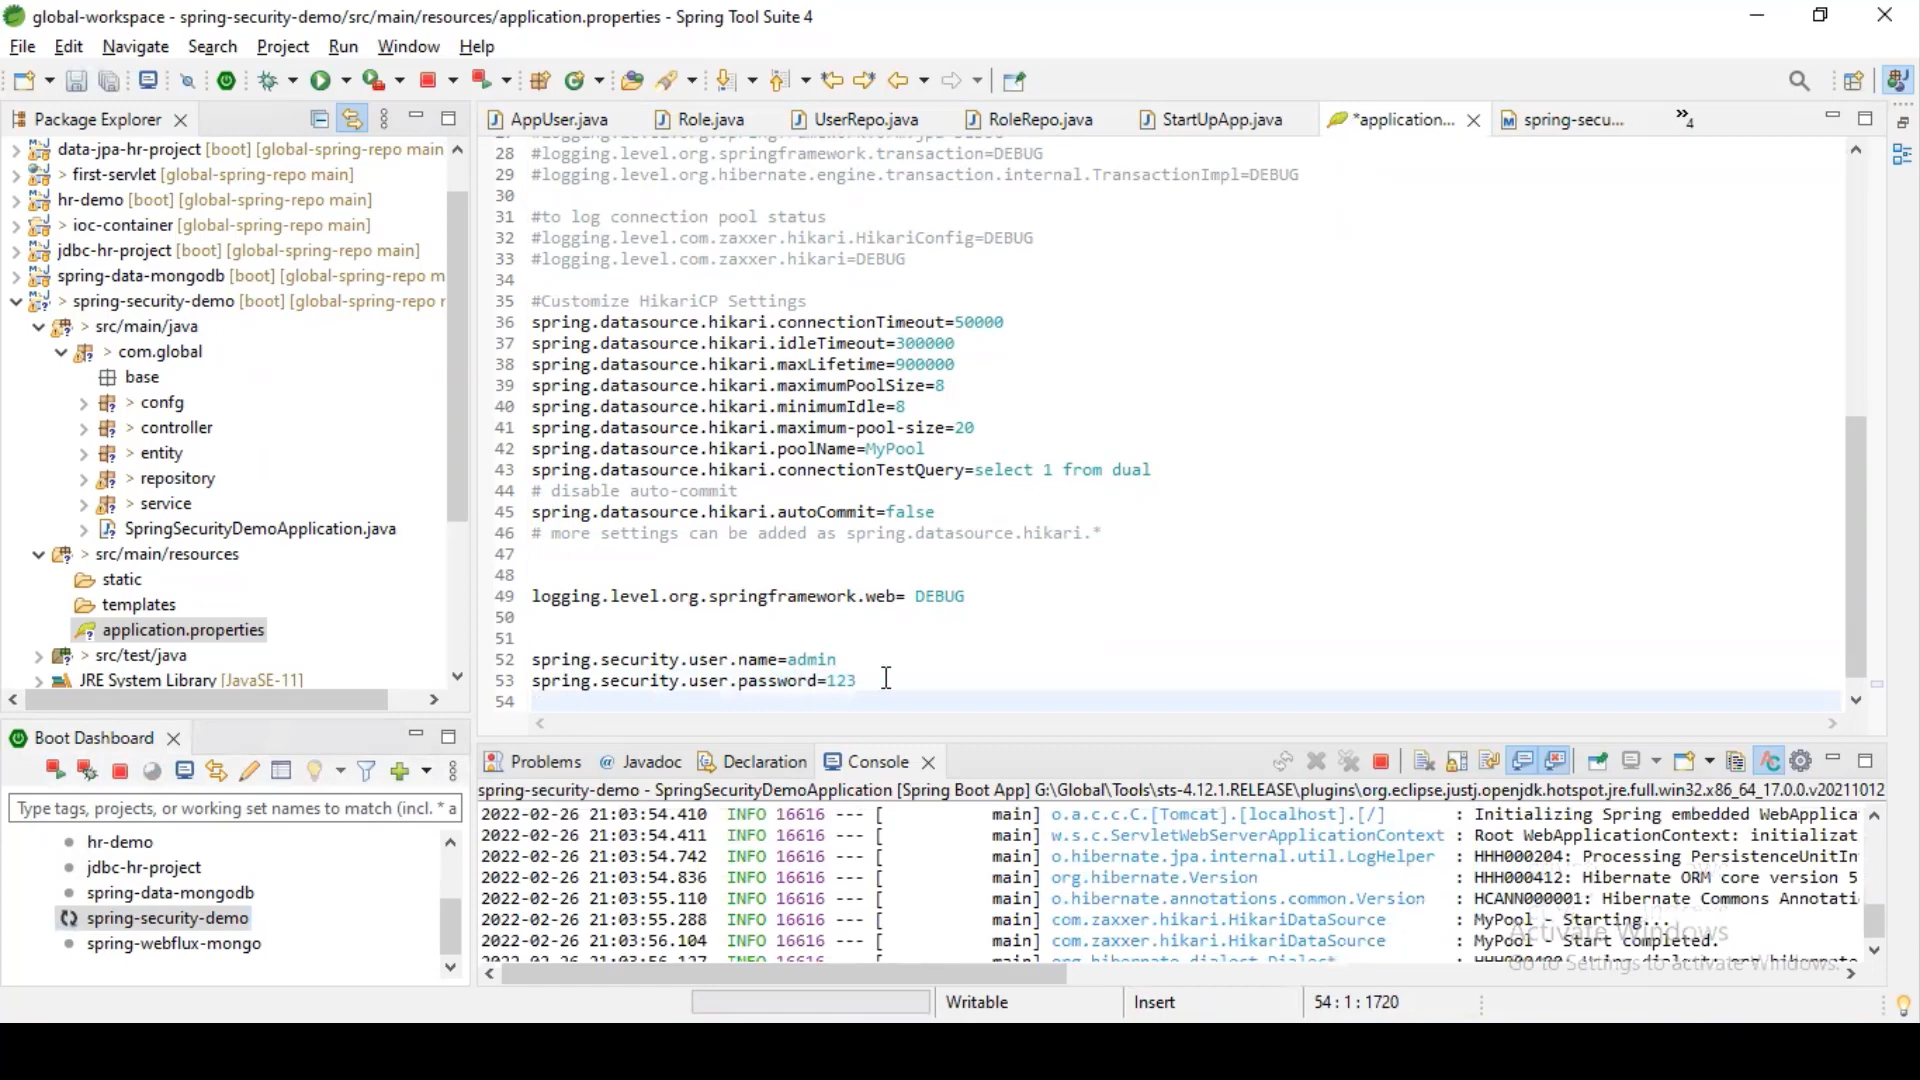 global-workspace - spring-security-demo/src/main/resources/application.properties - Spring Tool Suite 4
File Edit Navigate Search Project Run Window Help
Package Explorer
data-jpa-hr-project [boot] [global-spring-repo main
> first-servlet [global-spring-repo main]
hr-demo [boot] [global-spring-repo main]
> ioc-container [global-spring-repo main]
jdbc-hr-project [boot] [global-spring-repo main]
spring-data-mongodb [boot] [global-spring-repo m
> spring-security-demo [boot] [global-spring-repo r
> src/main/java
> com.global
base
> confg
> controller
> entity
> repository
> service
SpringSecurityDemoApplication.java
> src/main/resources
static
templates
application.properties
> src/test/java
JRE System Library [JavaSE-11]
AppUser.java Role.java UserRepo.java RoleRepo.java StartUpApp.java *application... spring-secu... »4
28 #logging.level.org.springframework.transaction=DEBUG
29 #logging.level.org.hibernate.engine.transaction.internal.TransactionImpl=DEBUG
30
31 #to log connection pool status
32 #logging.level.com.zaxxer.hikari.HikariConfig=DEBUG
33 #logging.level.com.zaxxer.hikari=DEBUG
34
35 #Customize HikariCP Settings
36 spring.datasource.hikari.connectionTimeout=50000
37 spring.datasource.hikari.idleTimeout=300000
38 spring.datasource.hikari.maxLifetime=900000
39 spring.datasource.hikari.maximumPoolSize=8
40 spring.datasource.hikari.minimumIdle=8
41 spring.datasource.hikari.maximum-pool-size=20
42 spring.datasource.hikari.poolName=MyPool
43 spring.datasource.hikari.connectionTestQuery=select 1 from dual
44 # disable auto-commit
45 spring.datasource.hikari.autoCommit=false
46 # more settings can be added as spring.datasource.hikari.*
47
48
49 logging.level.org.springframework.web= DEBUG
50
51
52 spring.security.user.name=admin
53 spring.security.user.password=123
54
Boot Dashboard
Type tags, projects, or working set names to match (incl. * a
hr-demo
jdbc-hr-project
spring-data-mongodb
spring-security-demo
spring-webflux-mongo
Problems @ Javadoc Declaration Console
spring-security-demo - SpringSecurityDemoApplication [Spring Boot App] G:\Global\Tools\sts-4.12.1.RELEASE\plugins\org.eclipse.justj.openjdk.hotspot.jre.full.win32.x86_64_17.0.0.v20211012
2022-02-26 21:03:54.410 INFO 16616 --- [ main] o.a.c.c.C.[Tomcat].[localhost].[/] : Initializing Spring embedded WebApplica
2022-02-26 21:03:54.411 INFO 16616 --- [ main] w.s.c.ServletWebServerApplicationContext : Root WebApplicationContext: initializat
2022-02-26 21:03:54.742 INFO 16616 --- [ main] o.hibernate.jpa.internal.util.LogHelper : HHH000204: Processing PersistenceUnitIn
2022-02-26 21:03:54.836 INFO 16616 --- [ main] org.hibernate.Version : HHH000412: Hibernate ORM core version 5
2022-02-26 21:03:55.110 INFO 16616 --- [ main] o.hibernate.annotations.common.Version : HCANN000001: Hibernate Commons Annotati
2022-02-26 21:03:55.288 INFO 16616 --- [ main] com.zaxxer.hikari.HikariDataSource : MyPool - Starting...
2022-02-26 21:03:56.104 INFO 16616 --- [ main] com.zaxxer.hikari.HikariDataSource : MyPool - Start completed.
Activate Windows
Go to Settings to activate Windows.
Writable Insert 54 : 1 : 1720